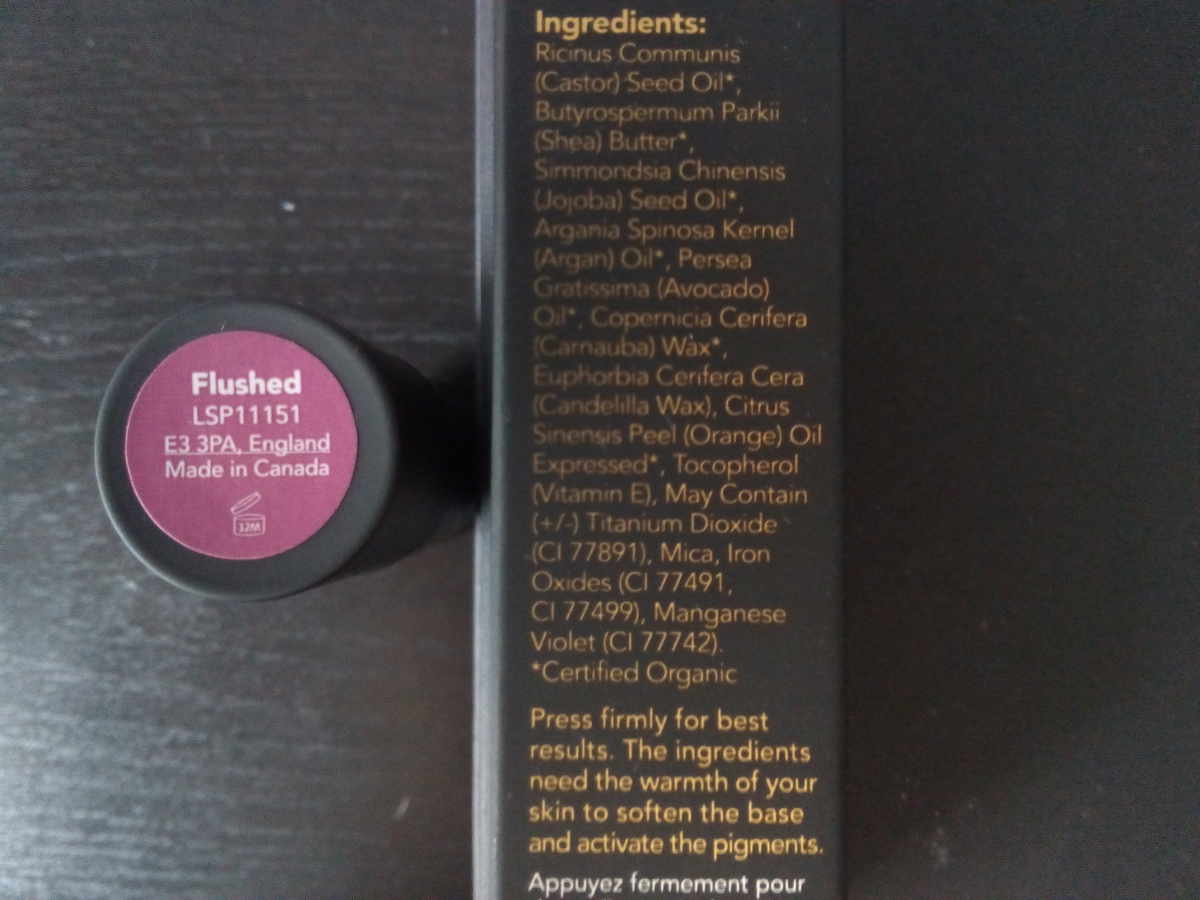 Flushed
LSP11151
E3 3PA, England
Made in Canada
12M
Ingredients:
Ricinus Communis
(Castor) Seed Oil*,
Butyrospermum Parkii
(Shea) Butter*,
Simmondsia Chinensis
(Jojoba) Seed Oil*,
Argania Spinosa Kernel
(Argan) Oil*, Persea
Gratissima (Avocado)
Oil*, Copernicia Cerifera
(Carnauba) Wax*,
Euphorbia Cerifera Cera
(Candelilla Wax), Citrus
Sinensis Peel (Orange) Oil
Expressed*, Tocopherol
(Vitamin E), May Contain
(+/-) Titanium Dioxide
(CI 77891), Mica, Iron
Oxides (CI 77491,
CI 77499), Manganese
Violet (CI 77742).
*Certified Organic
Press firmly for best
results. The ingredients
need the warmth of your
skin to soften the base
and activate the pigments.
Appuyez fermement pour